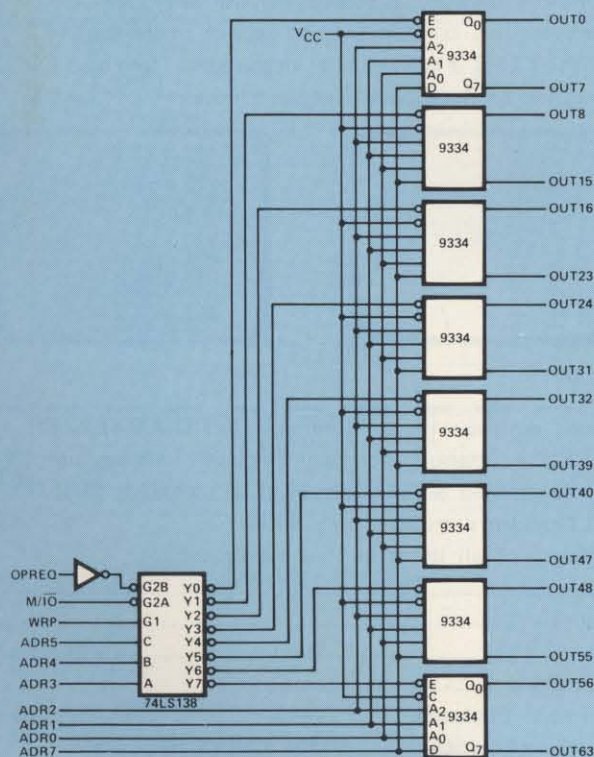 E Q0 OUT0
VCC C
A2
A1 9334
A0
D Q7 OUT7
OUT8
9334
OUT15
OUT16
9334
OUT23
OUT24
9334
OUT31
OUT32
9334
OUT39
OUT40
9334
OUT47
OUT48
9334
OUT55
OPREQ G2B Y0
M/I̅O̅ G2A Y1
WRP G1 Y2
Y3
ADR5 C Y4
ADR4 B Y5
Y6
ADR3 A Y7
74LS138
E Q0 OUT56
C
ADR2 A2 9334
ADR1 A1
ADR0 A0
ADR7 D Q7 OUT63